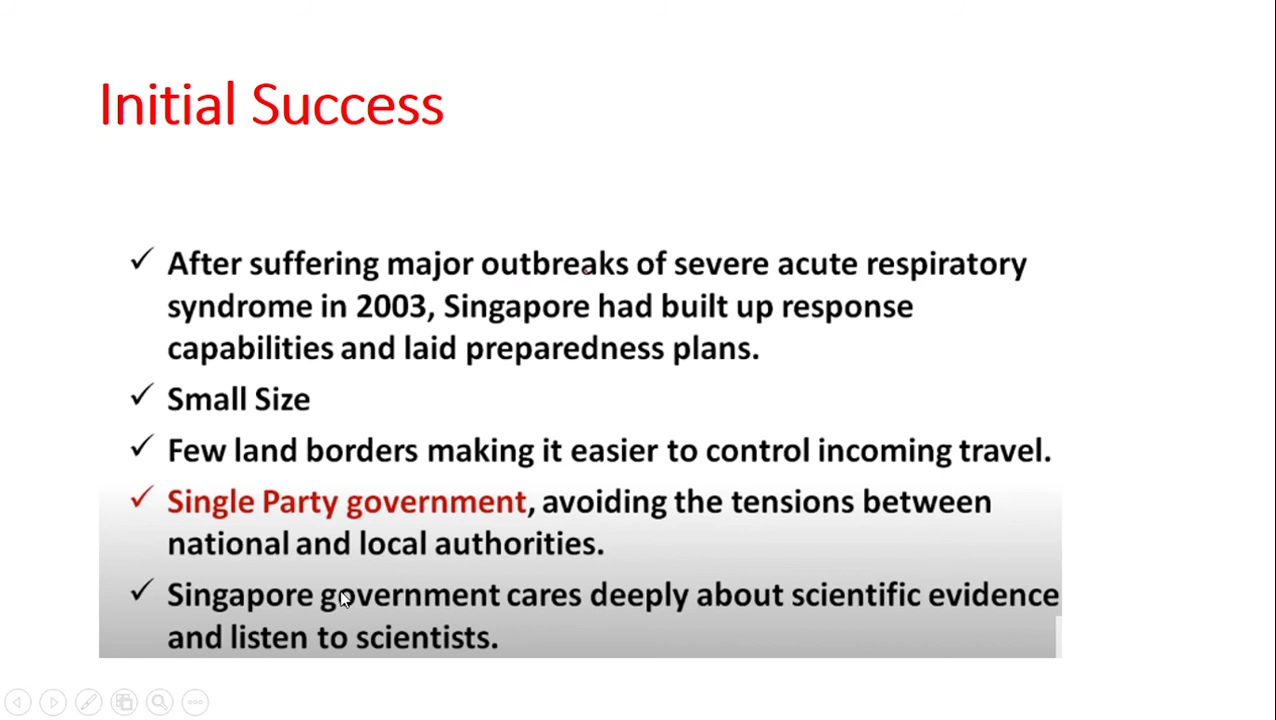 Initial Success
After suffering major outbreaks of severe acute respiratory
syndrome in 2003, Singapore had built up response
capabilities and laid preparedness plans.
Small Size
Few land borders making it easier to control incoming travel.
Single Party government, avoiding the tensions between
national and local authorities.
Singapore government cares deeply about scientific evidence
and listen to scientists.